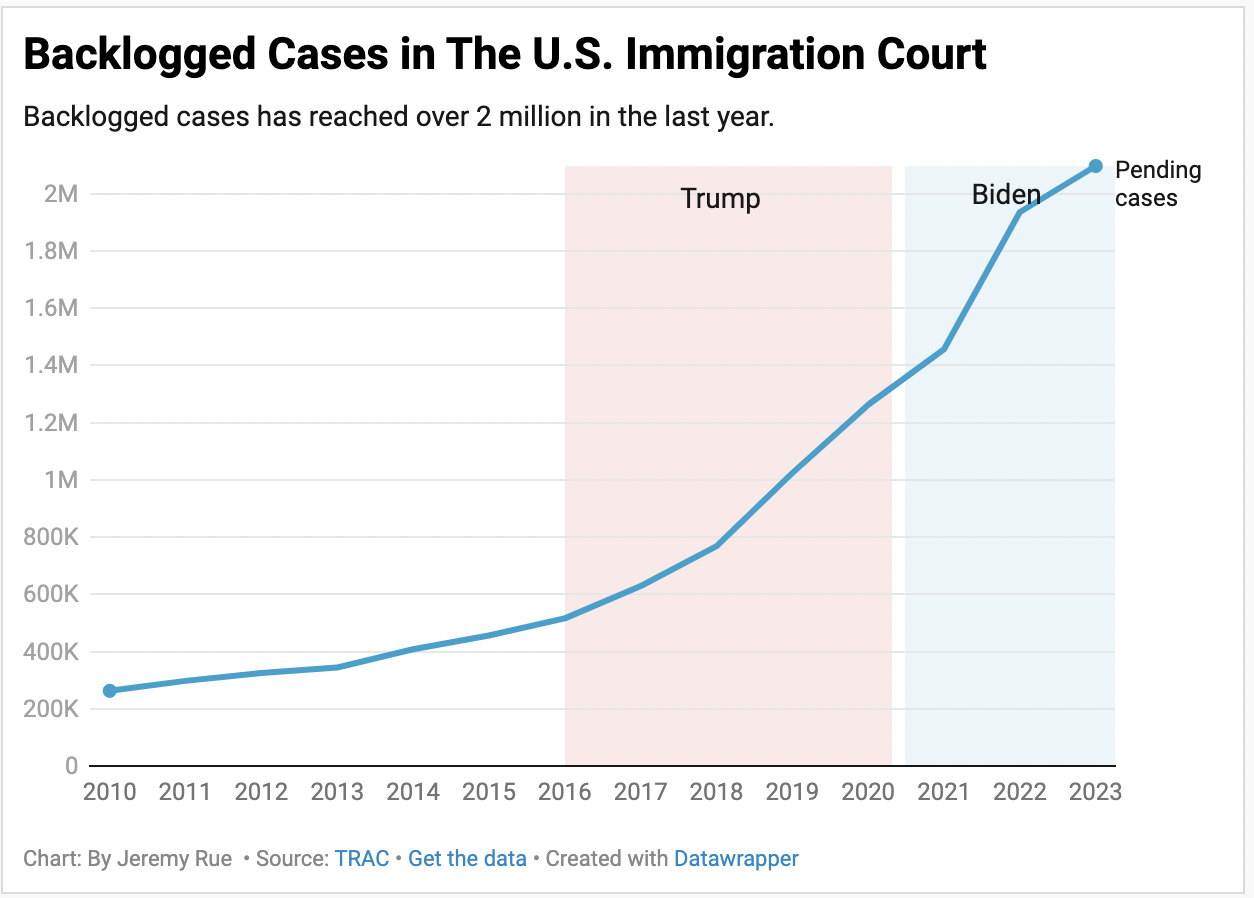 Backlogged Cases in The U.S. Immigration Court
Backlogged cases has reached over 2 million in the last year.
Pending
cases
Trump
Biden
2M
1.8M
1.6M
1.4M
1.2M
1M
800K
600K
400K
200K
0
2010 2011 2012 2013 2014 2015 2016 2017 2018 2019 2020 2021 2022 2023
Chart: By Jeremy Rue • Source: TRAC • Get the data • Created with Datawrapper